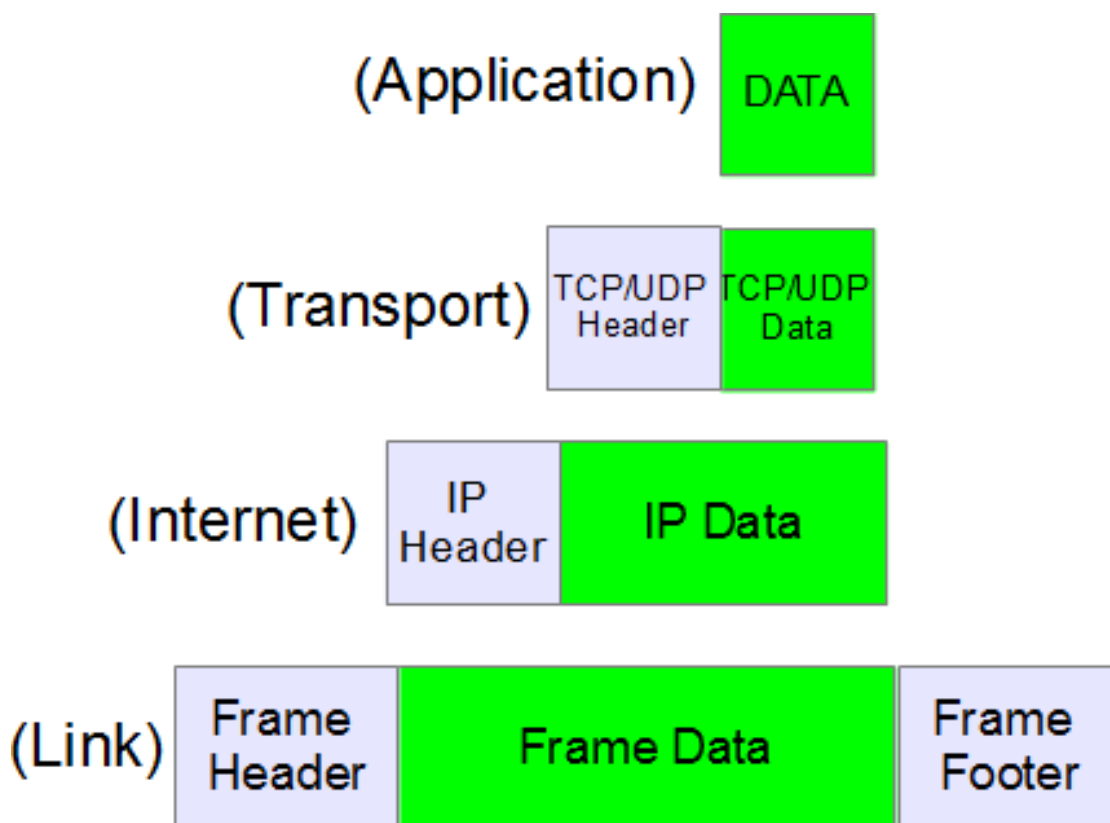 (Application)
DATA
(Transport)
TCP/UDP
Header
TCP/UDP
Data
(Internet)
IP
Header
IP Data
(Link)
Frame
Header
Frame Data
Frame
Footer